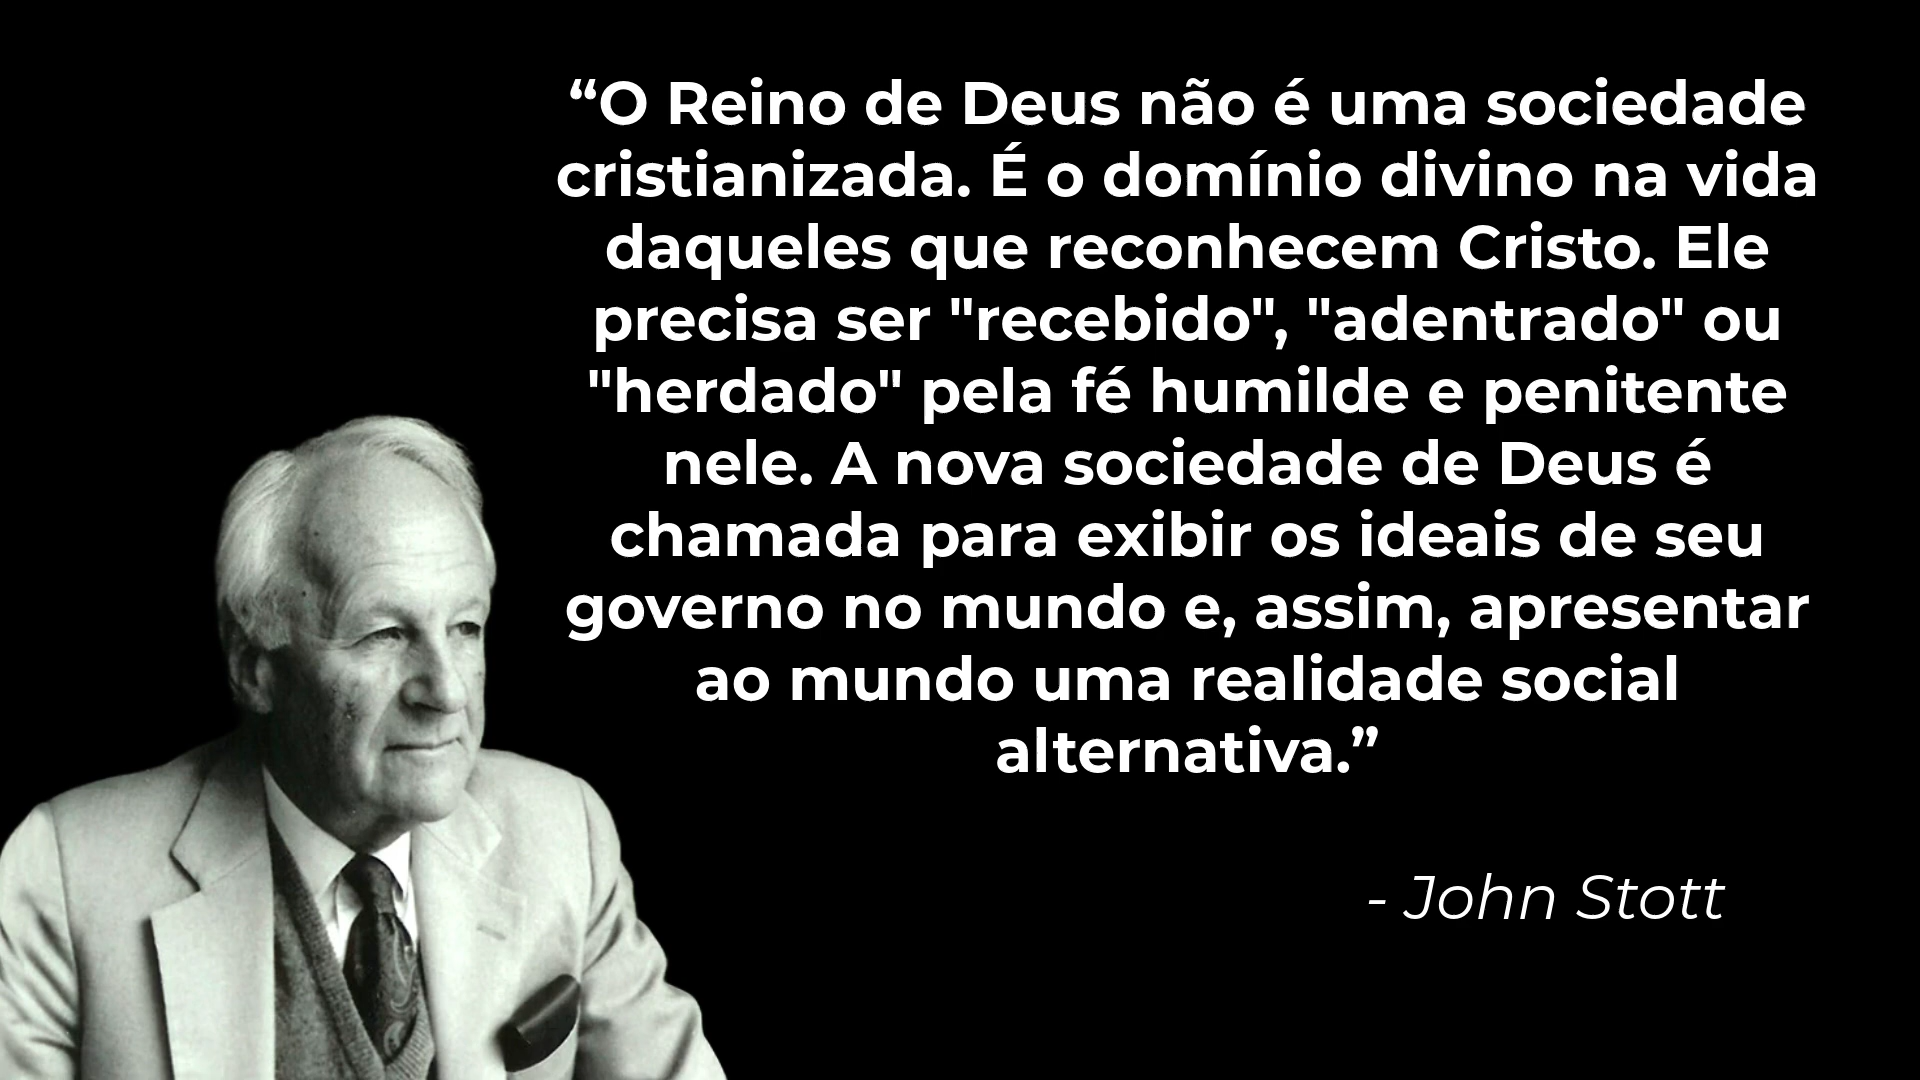 “O Reino de Deus não é uma sociedade
cristianizada. É o domínio divino na vida
daqueles que reconhecem Cristo. Ele
precisa ser "recebido", "adentrado" ou
"herdado" pela fé humilde e penitente
nele. A nova sociedade de Deus é
chamada para exibir os ideais de seu
governo no mundo e, assim, apresentar
ao mundo uma realidade social
alternativa.”
- John Stott